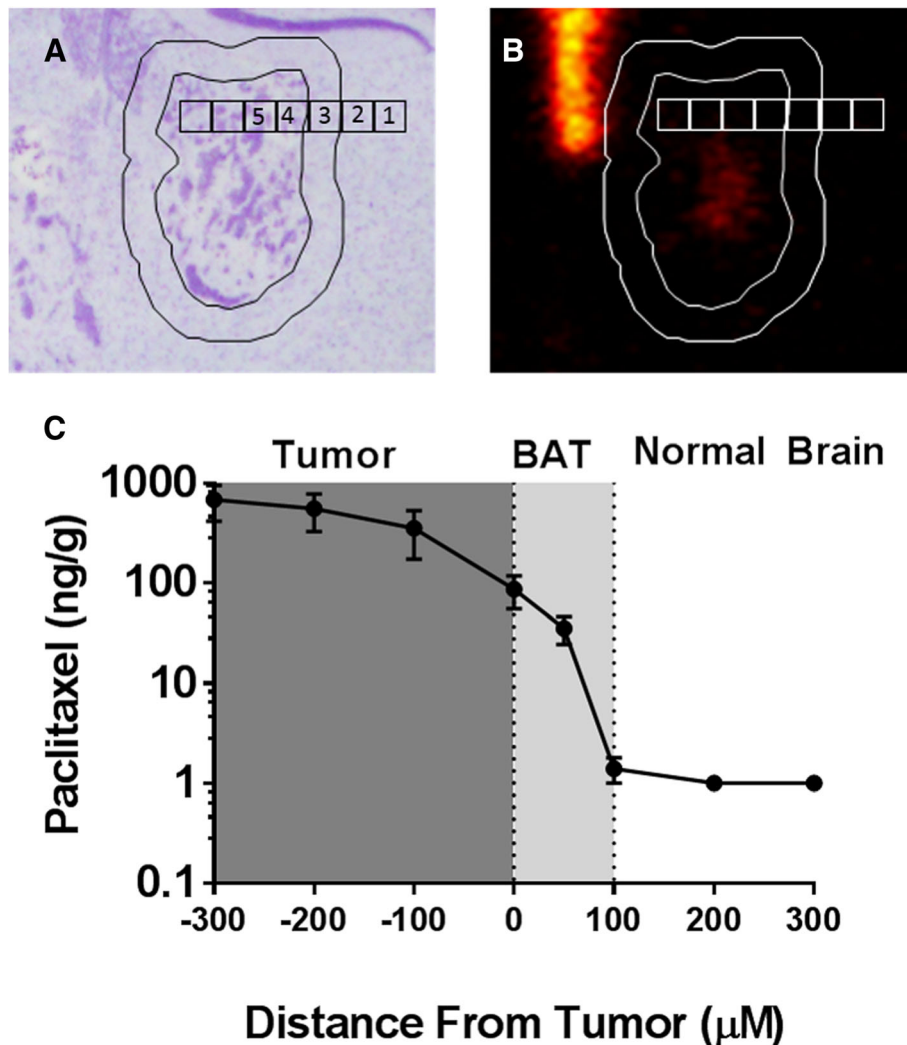 A
B
5 4 3 2 1
C
Tumor BAT Normal Brain
1000
100
10
1
0.1
Paclitaxel (ng/g)
-300 -200 -100 0 100 200 300
Distance From Tumor (μM)